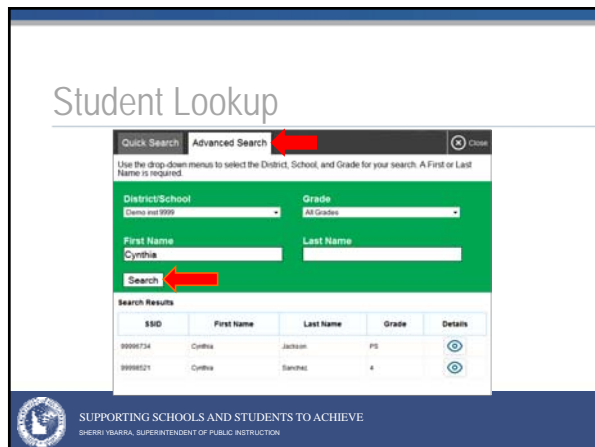 Student Lookup
Quick Search Advanced Search Close
Use the drop-down menus to select the District, School, and Grade for your search. A First or Last
Name is required.
District/School Grade
Demo inst 9999 All Grades
First Name Last Name
Cynthia
Search
Search Results
SSID First Name Last Name Grade Details
99996734 Cynthia Jackson PS
99998521 Cynthia Sanchez 4
SUPPORTING SCHOOLS AND STUDENTS TO ACHIEVE
SHERRI YBARRA, SUPERINTENDENT OF PUBLIC INSTRUCTION